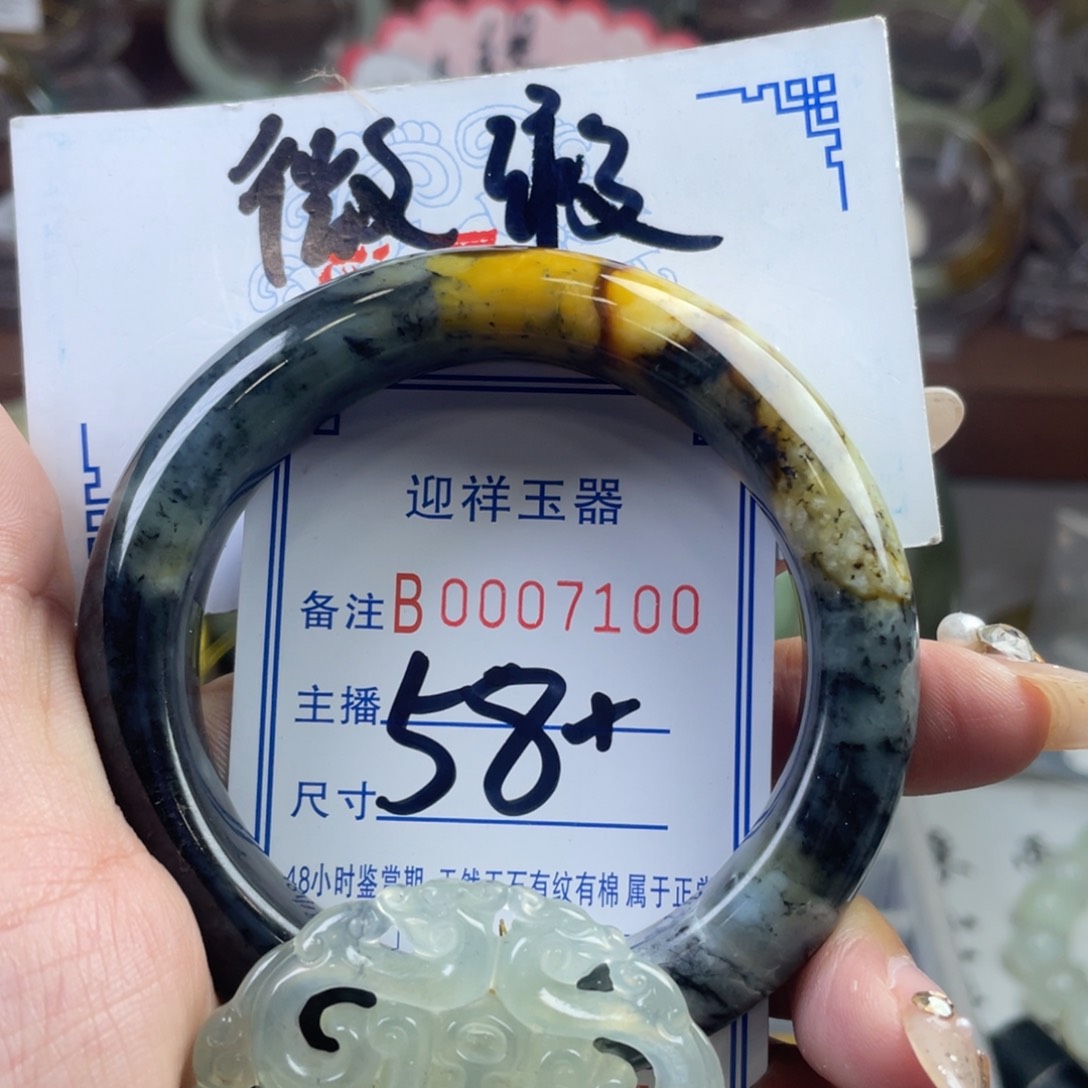 微瑕
迎祥玉器
备注B0007100
主播
58+
尺寸
48小时鉴赏期 天然玉石有纹有棉 属于正常